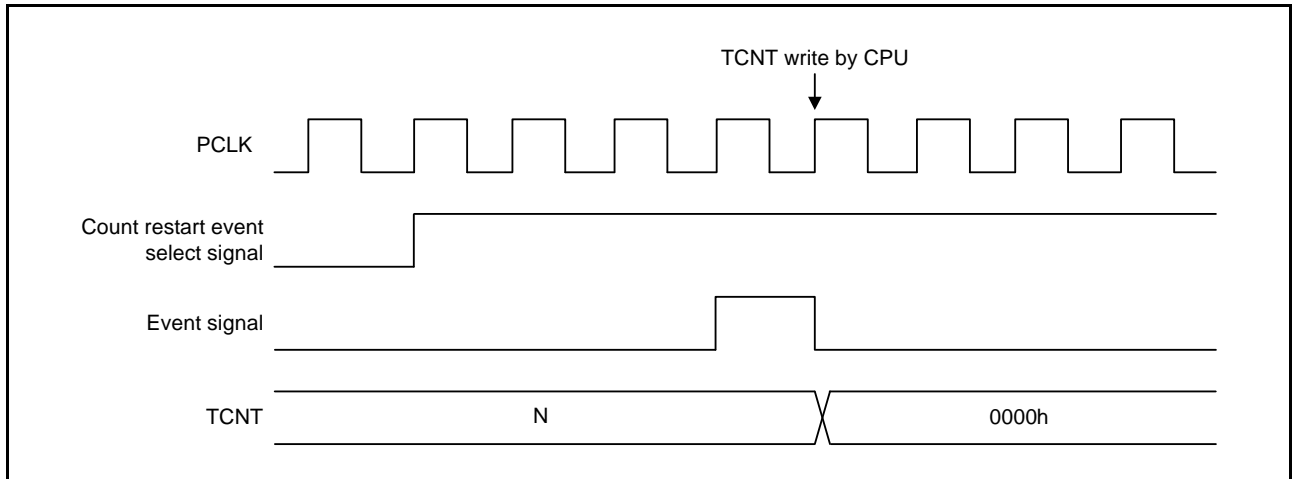 TCNT write by CPU
PCLK
Count restart event
select signal
Event signal
TCNT
N
0000h